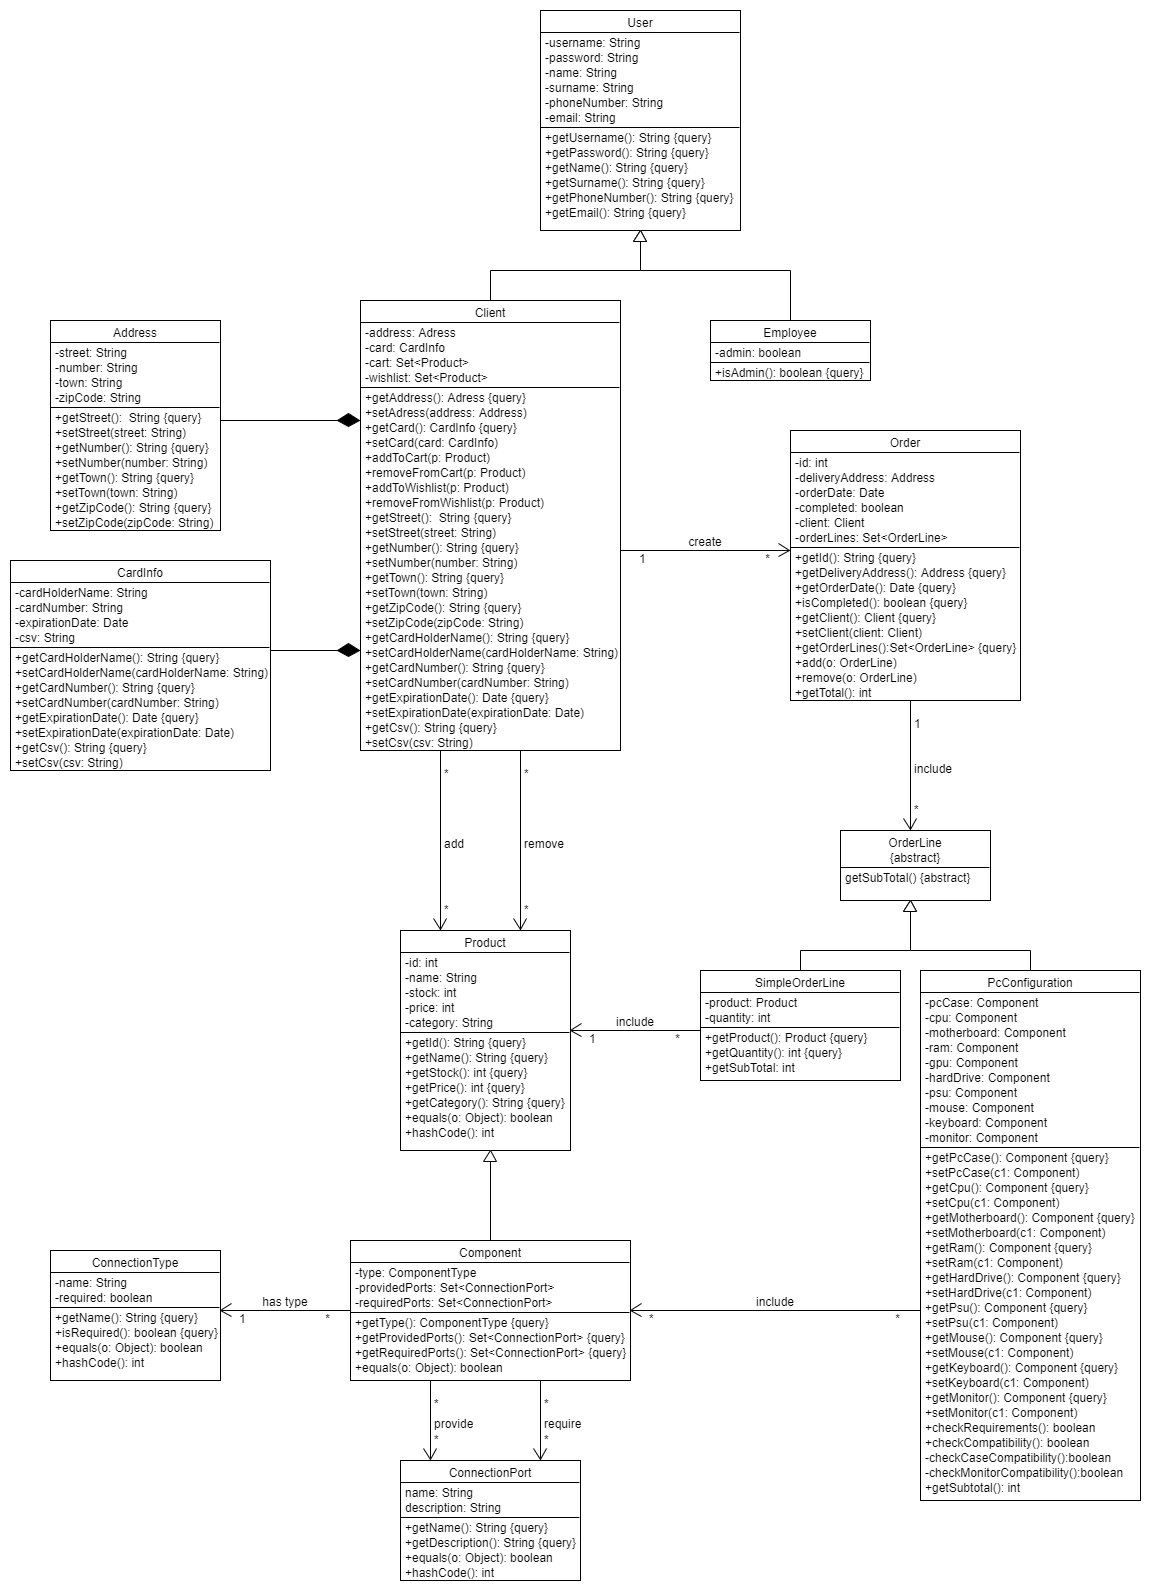 User
-username: String
-password: String
-name: String
-surname: String
-phoneNumber: String
-email: String
+getUsername(): String {query}
+getPassword(): String {query}
+getName(): String {query}
+getSurname(): String {query}
+getPhoneNumber(): String {query}
+getEmail(): String {query}
Address
-street: String
-number: String
-town: String
-zipCode: String
+getStreet():  String {query}
+setStreet(street: String)
+getNumber(): String {query}
+setNumber(number: String)
+getTown(): String {query}
+setTown(town: String)
+getZipCode(): String {query}
+setZipCode(zipCode: String)
Client
-address: Adress
-card: CardInfo
-cart: Set<Product>
-wishlist: Set<Product>
+getAddress(): Adress {query}
+setAdress(address: Address)
+getCard(): CardInfo {query}
+setCard(card: CardInfo)
+addToCart(p: Product)
+removeFromCart(p: Product)
+addToWishlist(p: Product)
+removeFromWishlist(p: Product)
+getStreet():  String {query}
+setStreet(street: String)
+getNumber(): String {query}
+setNumber(number: String)
+getTown(): String {query}
+setTown(town: String)
+getZipCode(): String {query}
+setZipCode(zipCode: String)
+getCardHolderName(): String {query}
+setCardHolderName(cardHolderName: String)
+getCardNumber(): String {query}
+setCardNumber(cardNumber: String)
+getExpirationDate(): Date {query}
+setExpirationDate(expirationDate: Date)
+getCsv(): String {query}
+setCsv(csv: String)
Employee
-admin: boolean
+isAdmin(): boolean {query}
CardInfo
-cardHolderName: String
-cardNumber: String
-expirationDate: Date
-csv: String
+getCardHolderName(): String {query}
+setCardHolderName(cardHolderName: String)
+getCardNumber(): String {query}
+setCardNumber(cardNumber: String)
+getExpirationDate(): Date {query}
+setExpirationDate(expirationDate: Date)
+getCsv(): String {query}
+setCsv(csv: String)
create
1
*
Order
-id: int
-deliveryAddress: Address
-orderDate: Date
-completed: boolean
-client: Client
-orderLines: Set<OrderLine>
+getId(): String {query}
+getDeliveryAddress(): Address {query}
+getOrderDate(): Date {query}
+isCompleted(): boolean {query}
+getClient(): Client {query}
+setClient(client: Client)
+getOrderLines():Set<OrderLine> {query}
+add(o: OrderLine)
+remove(o: OrderLine)
+getTotal(): int
1
include
*
*
add
*
*
remove
*
OrderLine
{abstract}
getSubTotal() {abstract}
Product
-id: int
-name: String
-stock: int
-price: int
-category: String
+getId(): String {query}
+getName(): String {query}
+getStock(): int {query}
+getPrice(): int {query}
+getCategory(): String {query}
+equals(o: Object): boolean
+hashCode(): int
include
1
*
SimpleOrderLine
-product: Product
-quantity: int
+getProduct(): Product {query}
+getQuantity(): int {query}
+getSubTotal: int
PcConfiguration
-pcCase: Component
-cpu: Component
-motherboard: Component
-ram: Component
-gpu: Component
-hardDrive: Component
-psu: Component
-mouse: Component
-keyboard: Component
-monitor: Component
+getPcCase(): Component {query}
+setPcCase(c1: Component)
+getCpu(): Component {query}
+setCpu(c1: Component)
+getMotherboard(): Component {query}
+setMotherboard(c1: Component)
+getRam(): Component {query}
+setRam(c1: Component)
+getHardDrive(): Component {query}
+setHardDrive(c1: Component)
+getPsu(): Component {query}
+setPsu(c1: Component)
+getMouse(): Component {query}
+setMouse(c1: Component)
+getKeyboard(): Component {query}
+setKeyboard(c1: Component)
+getMonitor(): Component {query}
+setMonitor(c1: Component)
+checkRequirements(): boolean
+checkCompatibility(): boolean
-checkCaseCompatibility():boolean
-checkMonitorCompatibility():boolean
+getSubtotal(): int
ConnectionType
-name: String
-required: boolean
+getName(): String {query}
+isRequired(): boolean {query}
+equals(o: Object): boolean
+hashCode(): int
has type
1
*
Component
-type: ComponentType
-providedPorts: Set<ConnectionPort>
-requiredPorts: Set<ConnectionPort>
+getType(): ComponentType {query}
+getProvidedPorts(): Set<ConnectionPort> {query}
+getRequiredPorts(): Set<ConnectionPort> {query}
+equals(o: Object): boolean
include
*
*
*
provide
*
*
require
*
ConnectionPort
name: String
description: String
+getName(): String {query}
+getDescription(): String {query}
+equals(o: Object): boolean
+hashCode(): int